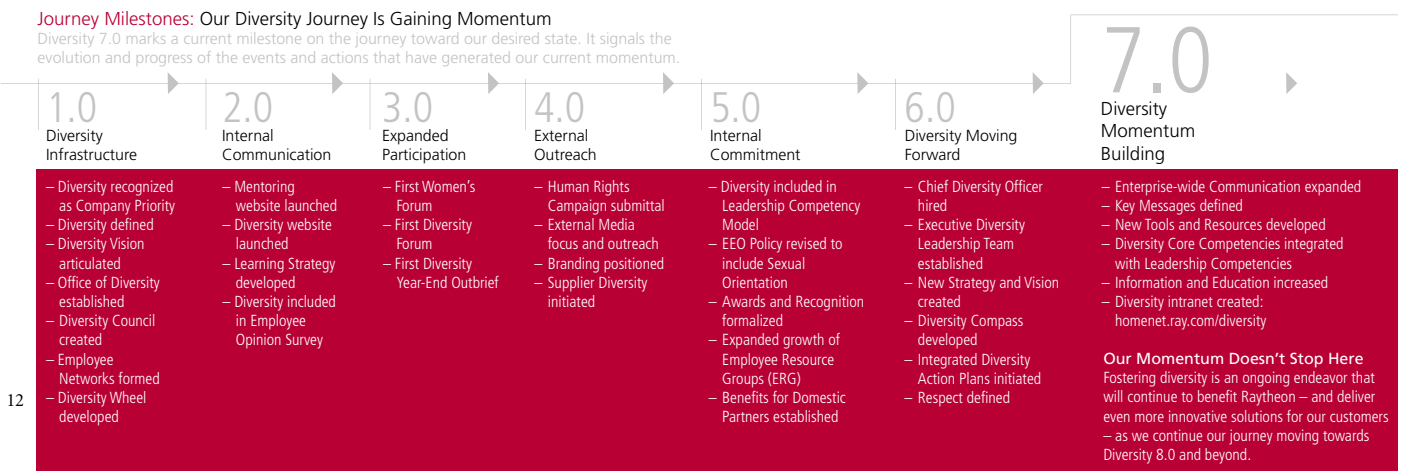 Journey Milestones: Our Diversity Journey Is Gaining Momentum
Diversity 7.0 marks a current milestone on the journey toward our desired state. It signals the
evolution and progress of the events and actions that have generated our current momentum.
1.0
Diversity
Infrastructure
– Diversity recognized
as Company Priority
– Diversity defined
– Diversity Vision
articulated
– Office of Diversity
established
– Diversity Council
created
– Employee
Networks formed
– Diversity Wheel
developed
2.0
Internal
Communication
– Mentoring
website launched
– Diversity website
launched
– Learning Strategy
developed
– Diversity included
in Employee
Opinion Survey
3.0
Expanded
Participation
– First Women's
Forum
– First Diversity
Forum
– First Diversity
Year-End Outbrief
4.0
External
Outreach
– Human Rights
Campaign submittal
– External Media
focus and outreach
– Branding positioned
– Supplier Diversity
initiated
5.0
Internal
Commitment
– Diversity included in
Leadership Competency
Model
– EEO Policy revised to
include Sexual
Orientation
– Awards and Recognition
formalized
– Expanded growth of
Employee Resource
Groups (ERG)
– Benefits for Domestic
Partners established
6.0
Diversity Moving
Forward
– Chief Diversity Officer
hired
– Executive Diversity
Leadership Team
established
– New Strategy and Vision
created
– Diversity Compass
developed
– Integrated Diversity
Action Plans initiated
– Respect defined
7.0
Diversity
Momentum
Building
– Enterprise-wide Communication expanded
– Key Messages defined
– New Tools and Resources developed
– Diversity Core Competencies integrated
with Leadership Competencies
– Information and Education increased
– Diversity intranet created:
homenet.ray.com/diversity
Our Momentum Doesn't Stop Here
Fostering diversity is an ongoing endeavor that
will continue to benefit Raytheon – and deliver
even more innovative solutions for our customers
– as we continue our journey moving towards
Diversity 8.0 and beyond.
12